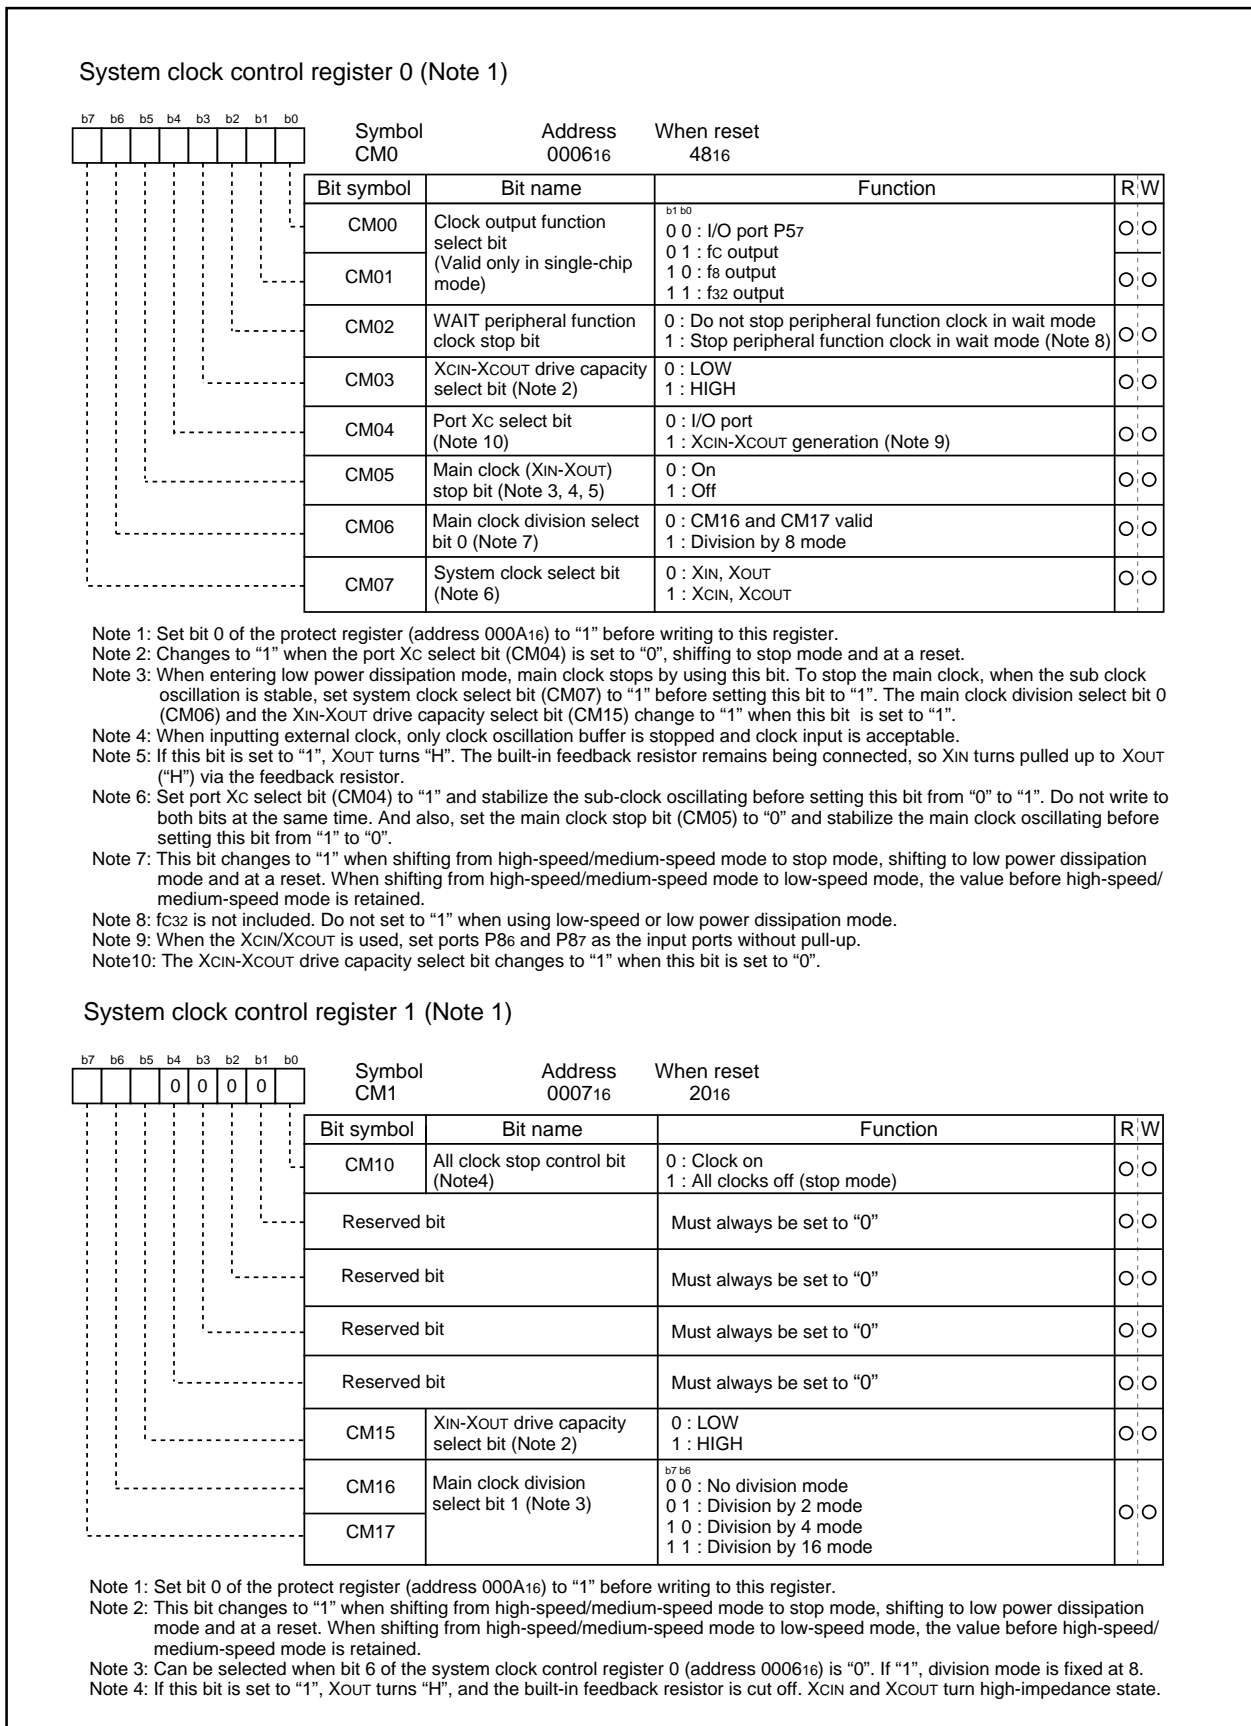 System clock control register 0 (Note 1)
b7 b6 b5 b4 b3 b2 b1 b0
Symbol Address When reset
CM0 000616 4816
Bit symbol Bit name Function R W
CM00 Clock output function select bit (Valid only in single-chip mode)
b1 b0
0 0 : I/O port P57
0 1 : fC output
CM01
1 0 : f8 output
1 1 : f32 output
CM02 WAIT peripheral function 0 : Do not stop peripheral function clock in wait mode
clock stop bit 1 : Stop peripheral function clock in wait mode (Note 8)
CM03 XCIN-XCOUT drive capacity 0 : LOW
select bit (Note 2) 1 : HIGH
CM04 Port XC select bit 0 : I/O port
(Note 10) 1 : XCIN-XCOUT generation (Note 9)
CM05 Main clock (XIN-XOUT) 0 : On
stop bit (Note 3, 4, 5) 1 : Off
CM06 Main clock division select 0 : CM16 and CM17 valid
bit 0 (Note 7) 1 : Division by 8 mode
CM07 System clock select bit 0 : XIN, XOUT
(Note 6) 1 : XCIN, XCOUT
Note 1: Set bit 0 of the protect register (address 000A16) to “1” before writing to this register.
Note 2: Changes to “1” when the port XC select bit (CM04) is set to “0”, shiffing to stop mode and at a reset.
Note 3: When entering low power dissipation mode, main clock stops by using this bit. To stop the main clock, when the sub clock
oscillation is stable, set system clock select bit (CM07) to “1” before setting this bit to “1”. The main clock division select bit 0
(CM06) and the XIN-XOUT drive capacity select bit (CM15) change to “1” when this bit is set to “1”.
Note 4: When inputting external clock, only clock oscillation buffer is stopped and clock input is acceptable.
Note 5: If this bit is set to “1”, XOUT turns “H”. The built-in feedback resistor remains being connected, so XIN turns pulled up to XOUT
(“H”) via the feedback resistor.
Note 6: Set port XC select bit (CM04) to “1” and stabilize the sub-clock oscillating before setting this bit from “0” to “1”. Do not write to
both bits at the same time. And also, set the main clock stop bit (CM05) to “0” and stabilize the main clock oscillating before
setting this bit from “1” to “0”.
Note 7: This bit changes to “1” when shifting from high-speed/medium-speed mode to stop mode, shifting to low power dissipation
mode and at a reset. When shifting from high-speed/medium-speed mode to low-speed mode, the value before high-speed/
medium-speed mode is retained.
Note 8: fC32 is not included. Do not set to “1” when using low-speed or low power dissipation mode.
Note 9: When the XCIN/XCOUT is used, set ports P86 and P87 as the input ports without pull-up.
Note10: The XCIN-XCOUT drive capacity select bit changes to “1” when this bit is set to “0”.
System clock control register 1 (Note 1)
b7 b6 b5 b4 b3 b2 b1 b0
0 0 0 0
Symbol Address When reset
CM1 000716 2016
Bit symbol Bit name Function R W
CM10 All clock stop control bit 0 : Clock on
(Note4) 1 : All clocks off (stop mode)
Reserved bit Must always be set to “0”
Reserved bit Must always be set to “0”
Reserved bit Must always be set to “0”
Reserved bit Must always be set to “0”
CM15 XIN-XOUT drive capacity 0 : LOW
select bit (Note 2) 1 : HIGH
b7 b6
CM16 Main clock division 0 0 : No division mode
select bit 1 (Note 3) 0 1 : Division by 2 mode
CM17 1 0 : Division by 4 mode
1 1 : Division by 16 mode
Note 1: Set bit 0 of the protect register (address 000A16) to “1” before writing to this register.
Note 2: This bit changes to “1” when shifting from high-speed/medium-speed mode to stop mode, shifting to low power dissipation
mode and at a reset. When shifting from high-speed/medium-speed mode to low-speed mode, the value before high-speed/
medium-speed mode is retained.
Note 3: Can be selected when bit 6 of the system clock control register 0 (address 000616) is “0”. If “1”, division mode is fixed at 8.
Note 4: If this bit is set to “1”, XOUT turns “H”, and the built-in feedback resistor is cut off. XCIN and XCOUT turn high-impedance state.